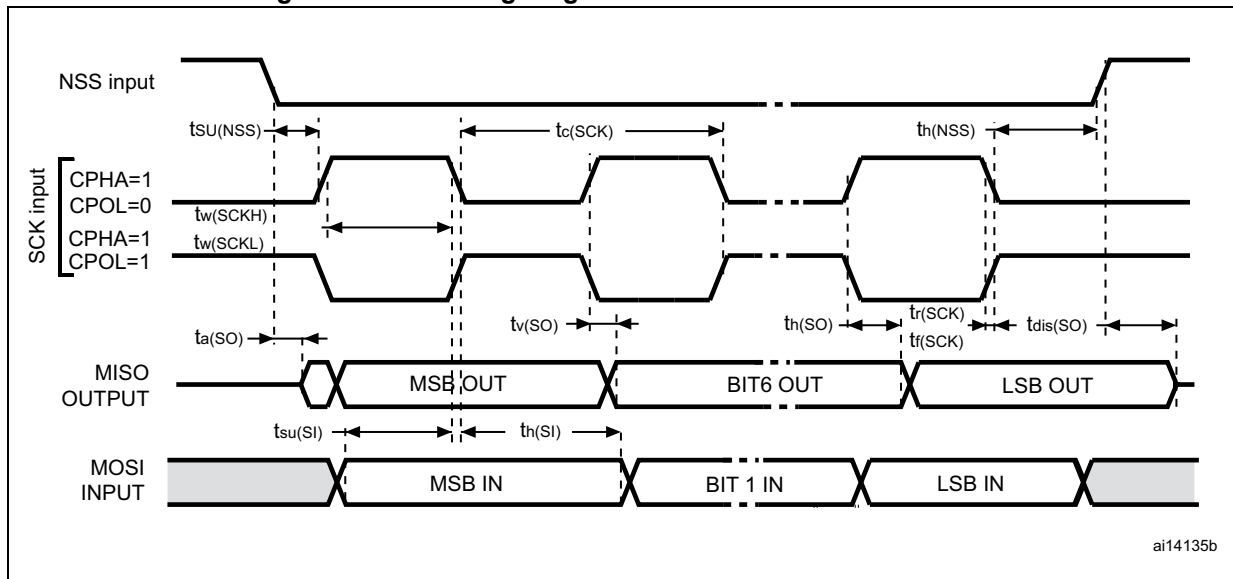 NSS input
tSU(NSS)
tc(SCK)
th(NSS)
SCK input
CPHA=1
CPOL=0
tw(SCKH)
CPHA=1
tw(SCKL)
CPOL=1
ta(SO)
tv(SO)
th(SO)
tr(SCK)
tf(SCK)
tdis(SO)
MISO
OUTPUT
MSB OUT
BIT6 OUT
LSB OUT
tsu(SI)
th(SI)
MOSI
INPUT
MSB IN
BIT 1 IN
LSB IN
ai14135b